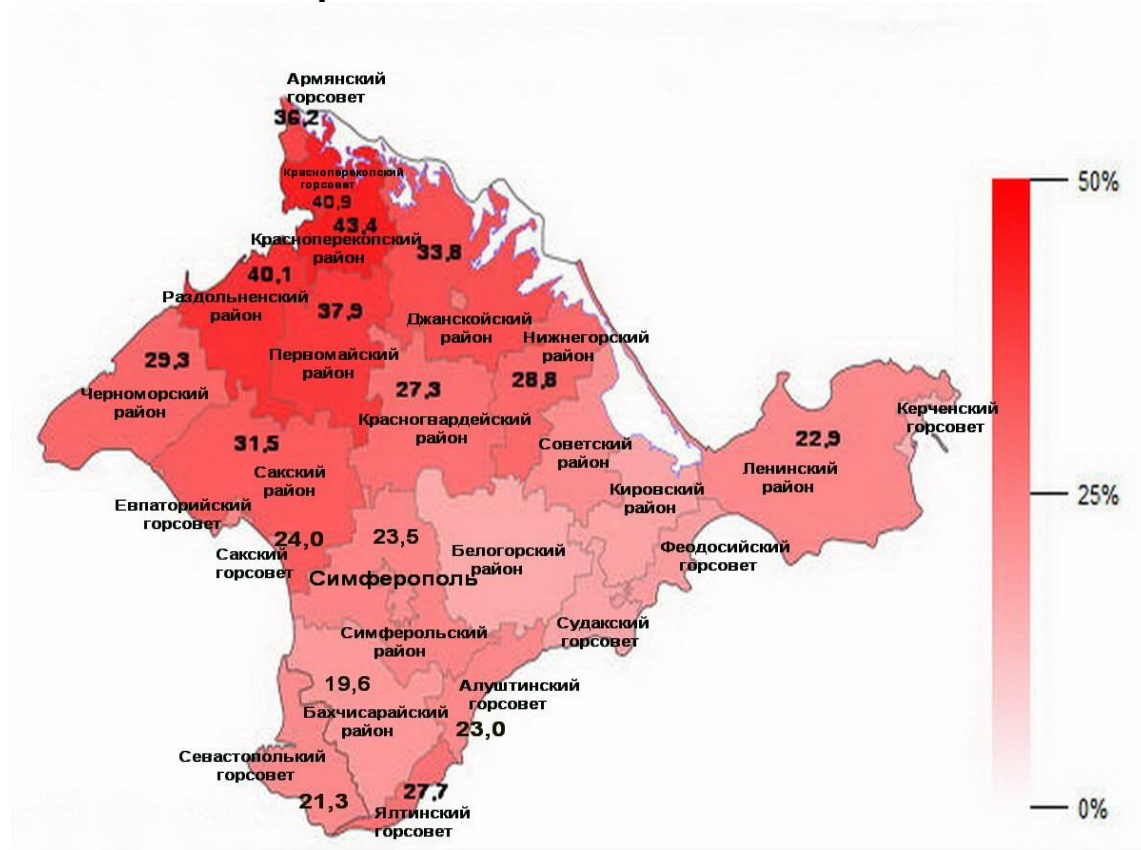 Армянский
горсовет
36,2
Красноперекопский
горсовет
40,9
43,4
Красноперекопский
район
33,8
40,1
Раздольненский
район
37,9
Первомайский
район
Джанскойский
район
Нижнегорский
район
28,8
29,3
Черноморский
район
27,3
Красногвардейский
район
31,5
Сакский
район
Советский
район
Кировский
район
22,9
Ленинский
район
Керченский
горсовет
Евпаторийский
горсовет
24,0
Сакский
горсовет
23,5
Симферополь
Белогорский
район
Феодосийский
горсовет
Судакский
горсовет
Симферольский
район
19,6
Бахчисарайский
район
Алуштинский
горсовет
23,0
Севастополький
горсовет
21,3
27,7
Ялтинский
горсовет
50%
25%
0%